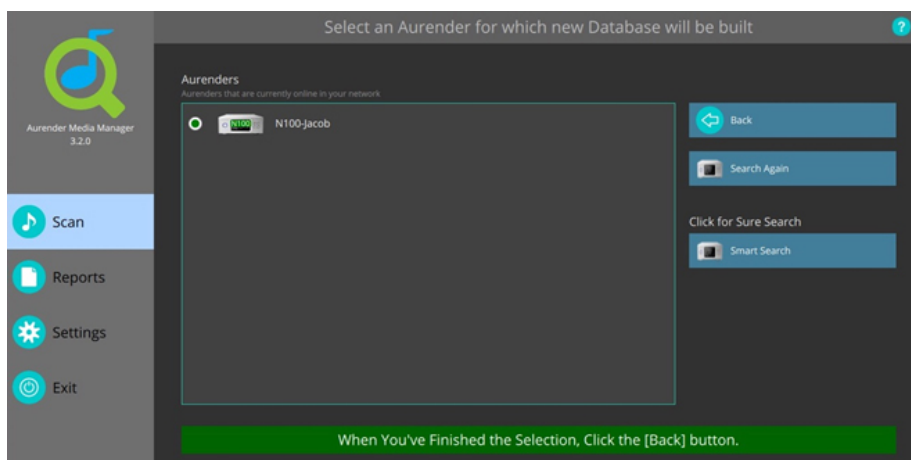 Select an Aurender for which new Database will be built
?
Aurender Media Manager
3.2.0
Scan
Reports
Settings
Exit
Aurenders
Aurenders that are currently online in your network
N100
N100-Jacob
Back
Search Again
Click for Sure Search
Smart Search
When You've Finished the Selection, Click the [Back] button.